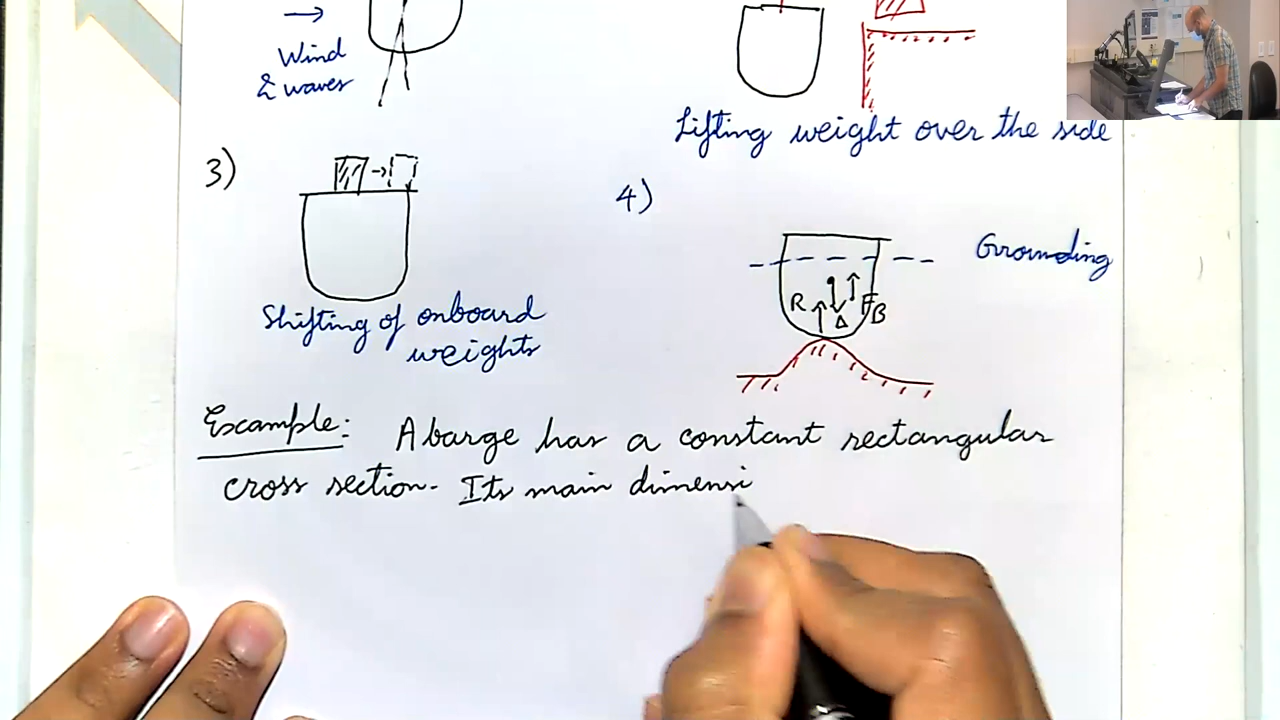 Wind
& waves
Lifting weight over the side
3)
4)
Grounding
R
Δ
FB
Shifting of onboard
weights
Example: A barge has a constant rectangular
cross section. Its main dimensi